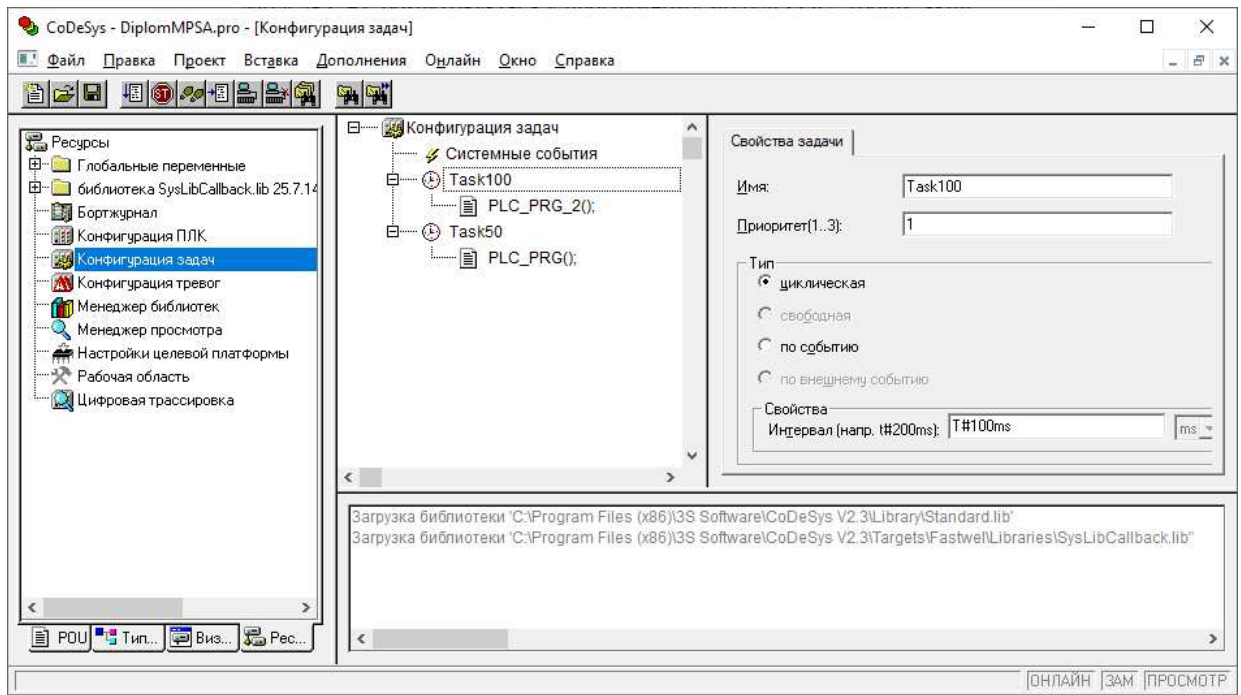 CoDeSys - DiplomMPSA.pro - [Конфигурация задач]
Файл Правка Проект Вставка Дополнения Онлайн Окно Справка
Ресурсы
Глобальные переменные
библиотека SysLibCallback.lib 25.7.14
Бортжурнал
Конфигурация ПЛК
Конфигурация задач
Конфигурация тревог
Менеджер библиотек
Менеджер просмотра
Настройки целевой платформы
Рабочая область
Цифровая трассировка
POU Тип... Виз... Рес...
Конфигурация задач
Системные события
Task100
PLC_PRG_2();
Task50
PLC_PRG();
Свойства задачи
Имя: Task100
Приоритет(1..3): 1
Тип
циклическая
свободная
по событию
по внешнему событию
Свойства
Интервал (напр. t#200ms): T#100ms ms
Загрузка библиотеки 'C:\Program Files (x86)\3S Software\CoDeSys V2.3\Library\Standard.lib'
Загрузка библиотеки 'C:\Program Files (x86)\3S Software\CoDeSys V2.3\Targets\Fastwel\Libraries\SysLibCallback.lib"
ОНЛАЙН ЗАМ ПРОСМОТР